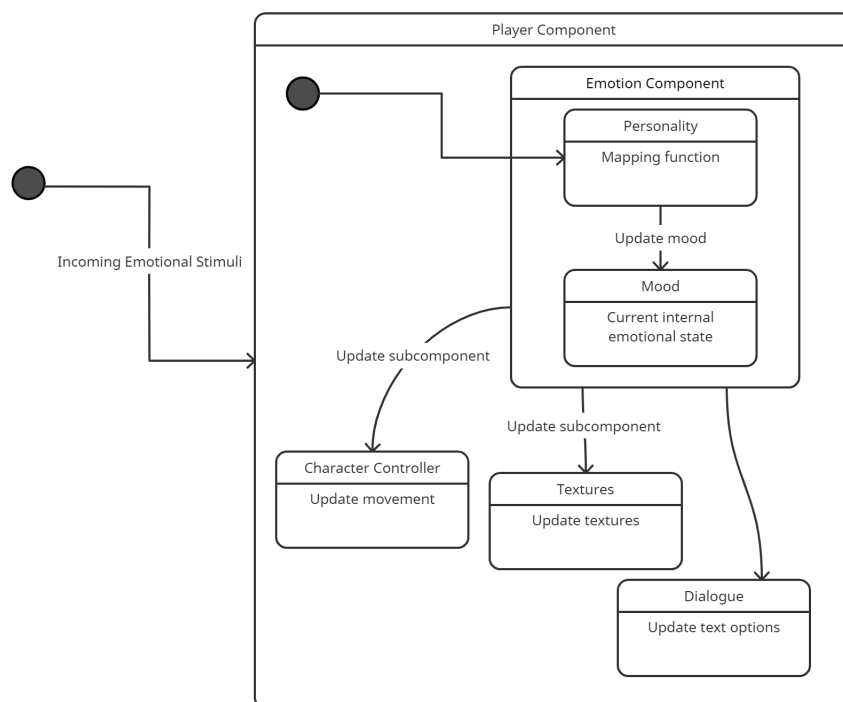 Player Component
Emotion Component
Personality
Mapping function
Update mood
Incoming Emotional Stimuli
Mood
Current internal
emotional state
Update subcomponent
Update subcomponent
Character Controller
Update movement
Textures
Update textures
Dialogue
Update text options